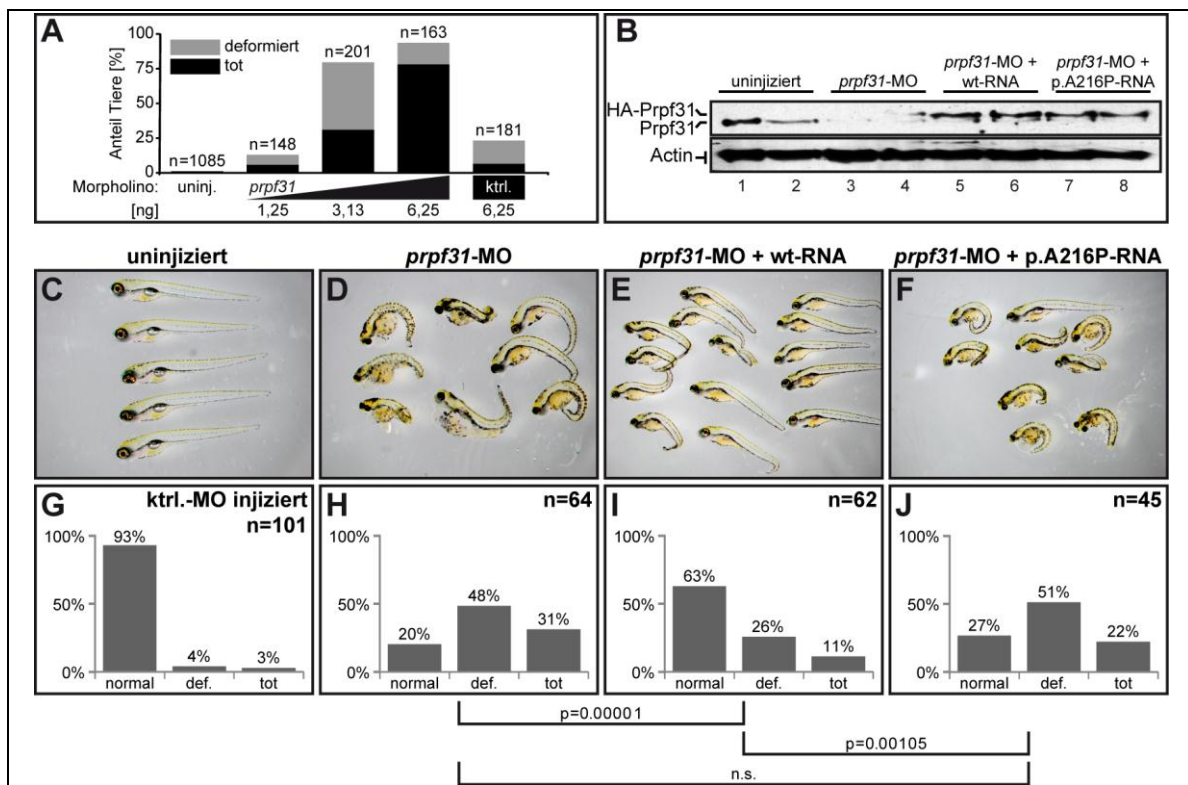 A
Anteil Tiere [%]
100
75
50
25
0
deformiert
tot
n=1085
n=148
n=201
n=163
n=181
Morpholino: uninj. prpf31 ktrl.
[ng] 1,25 3,13 6,25 6,25
B
uninjiziert prpf31-MO prpf31-MO + wt-RNA prpf31-MO + p.A216P-RNA
HA-Prpf31
Prpf31
Actin
1 2 3 4 5 6 7 8
uninjiziert
C
prpf31-MO
D
prpf31-MO + wt-RNA
E
prpf31-MO + p.A216P-RNA
F
G
ktrl.-MO injiziert
n=101
100%
50%
0%
93%
4%
3%
normal def. tot
H
n=64
100%
50%
0%
20%
48%
31%
normal def. tot
I
n=62
100%
50%
0%
63%
26%
11%
normal def. tot
J
n=45
100%
50%
0%
27%
51%
22%
normal def. tot
p=0.00001
p=0.00105
n.s.